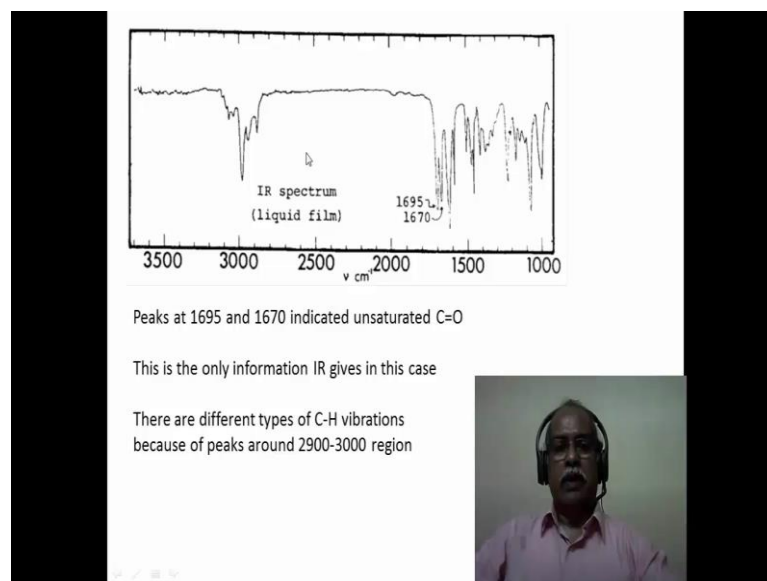 IR spectrum
(liquid film)
1695
1670
3500 3000 2500 2000 1500 1000
ν cm⁻¹
Peaks at 1695 and 1670 indicated unsaturated C=O
This is the only information IR gives in this case
There are different types of C-H vibrations
because of peaks around 2900-3000 region